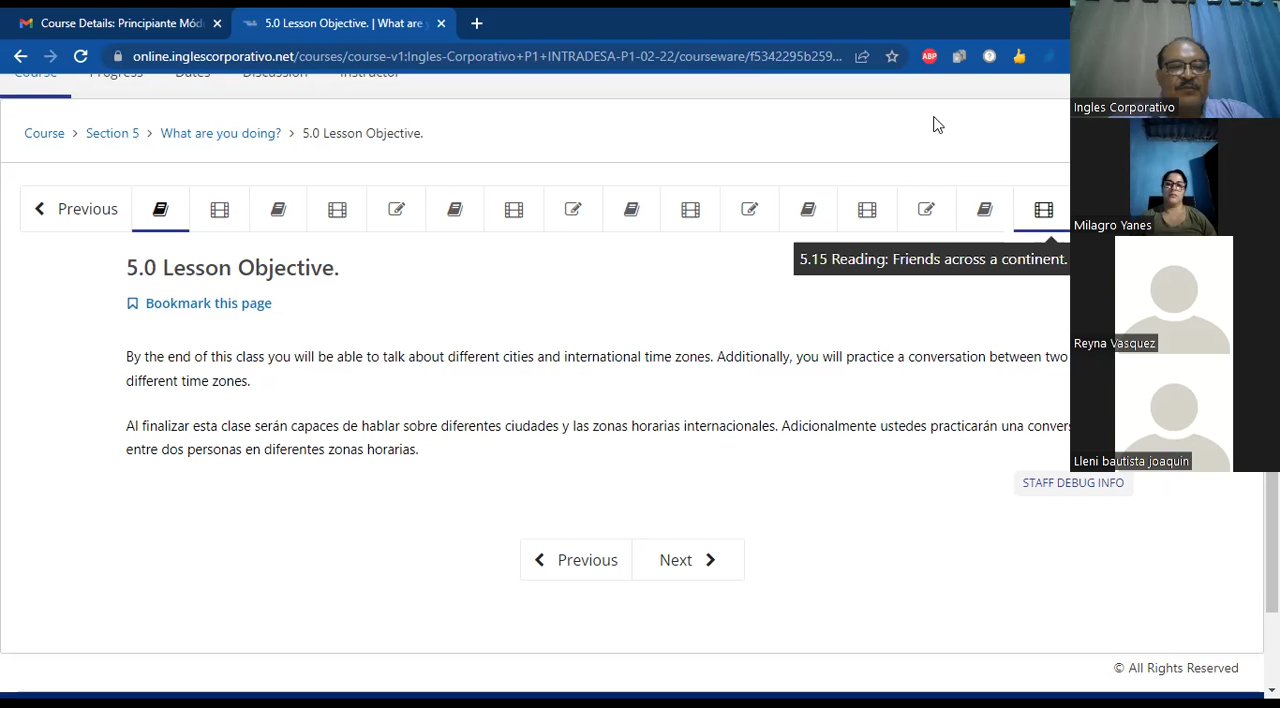 Course Details: Principiante Mód
5.0 Lesson Objective. | What are
online.inglescorporativo.net/courses/course-v1:Ingles-Corporativo+P1+INTRADESA-P1-02-22/courseware/f5342295b259...
ABP
Course Progress Dates Discussion Instructor
Course > Section 5 > What are you doing? > 5.0 Lesson Objective.
Previous
5.15 Reading: Friends across a continent.
5.0 Lesson Objective.
Bookmark this page
By the end of this class you will be able to talk about different cities and international time zones. Additionally, you will practice a conversation between two
different time zones.
Al finalizar esta clase serán capaces de hablar sobre diferentes ciudades y las zonas horarias internacionales. Adicionalmente ustedes practicarán una convers
entre dos personas en diferentes zonas horarias.
STAFF DEBUG INFO
Previous Next
© All Rights Reserved
Ingles Corporativo
Milagro Yanes
Reyna Vasquez
Lleni bautista joaquin